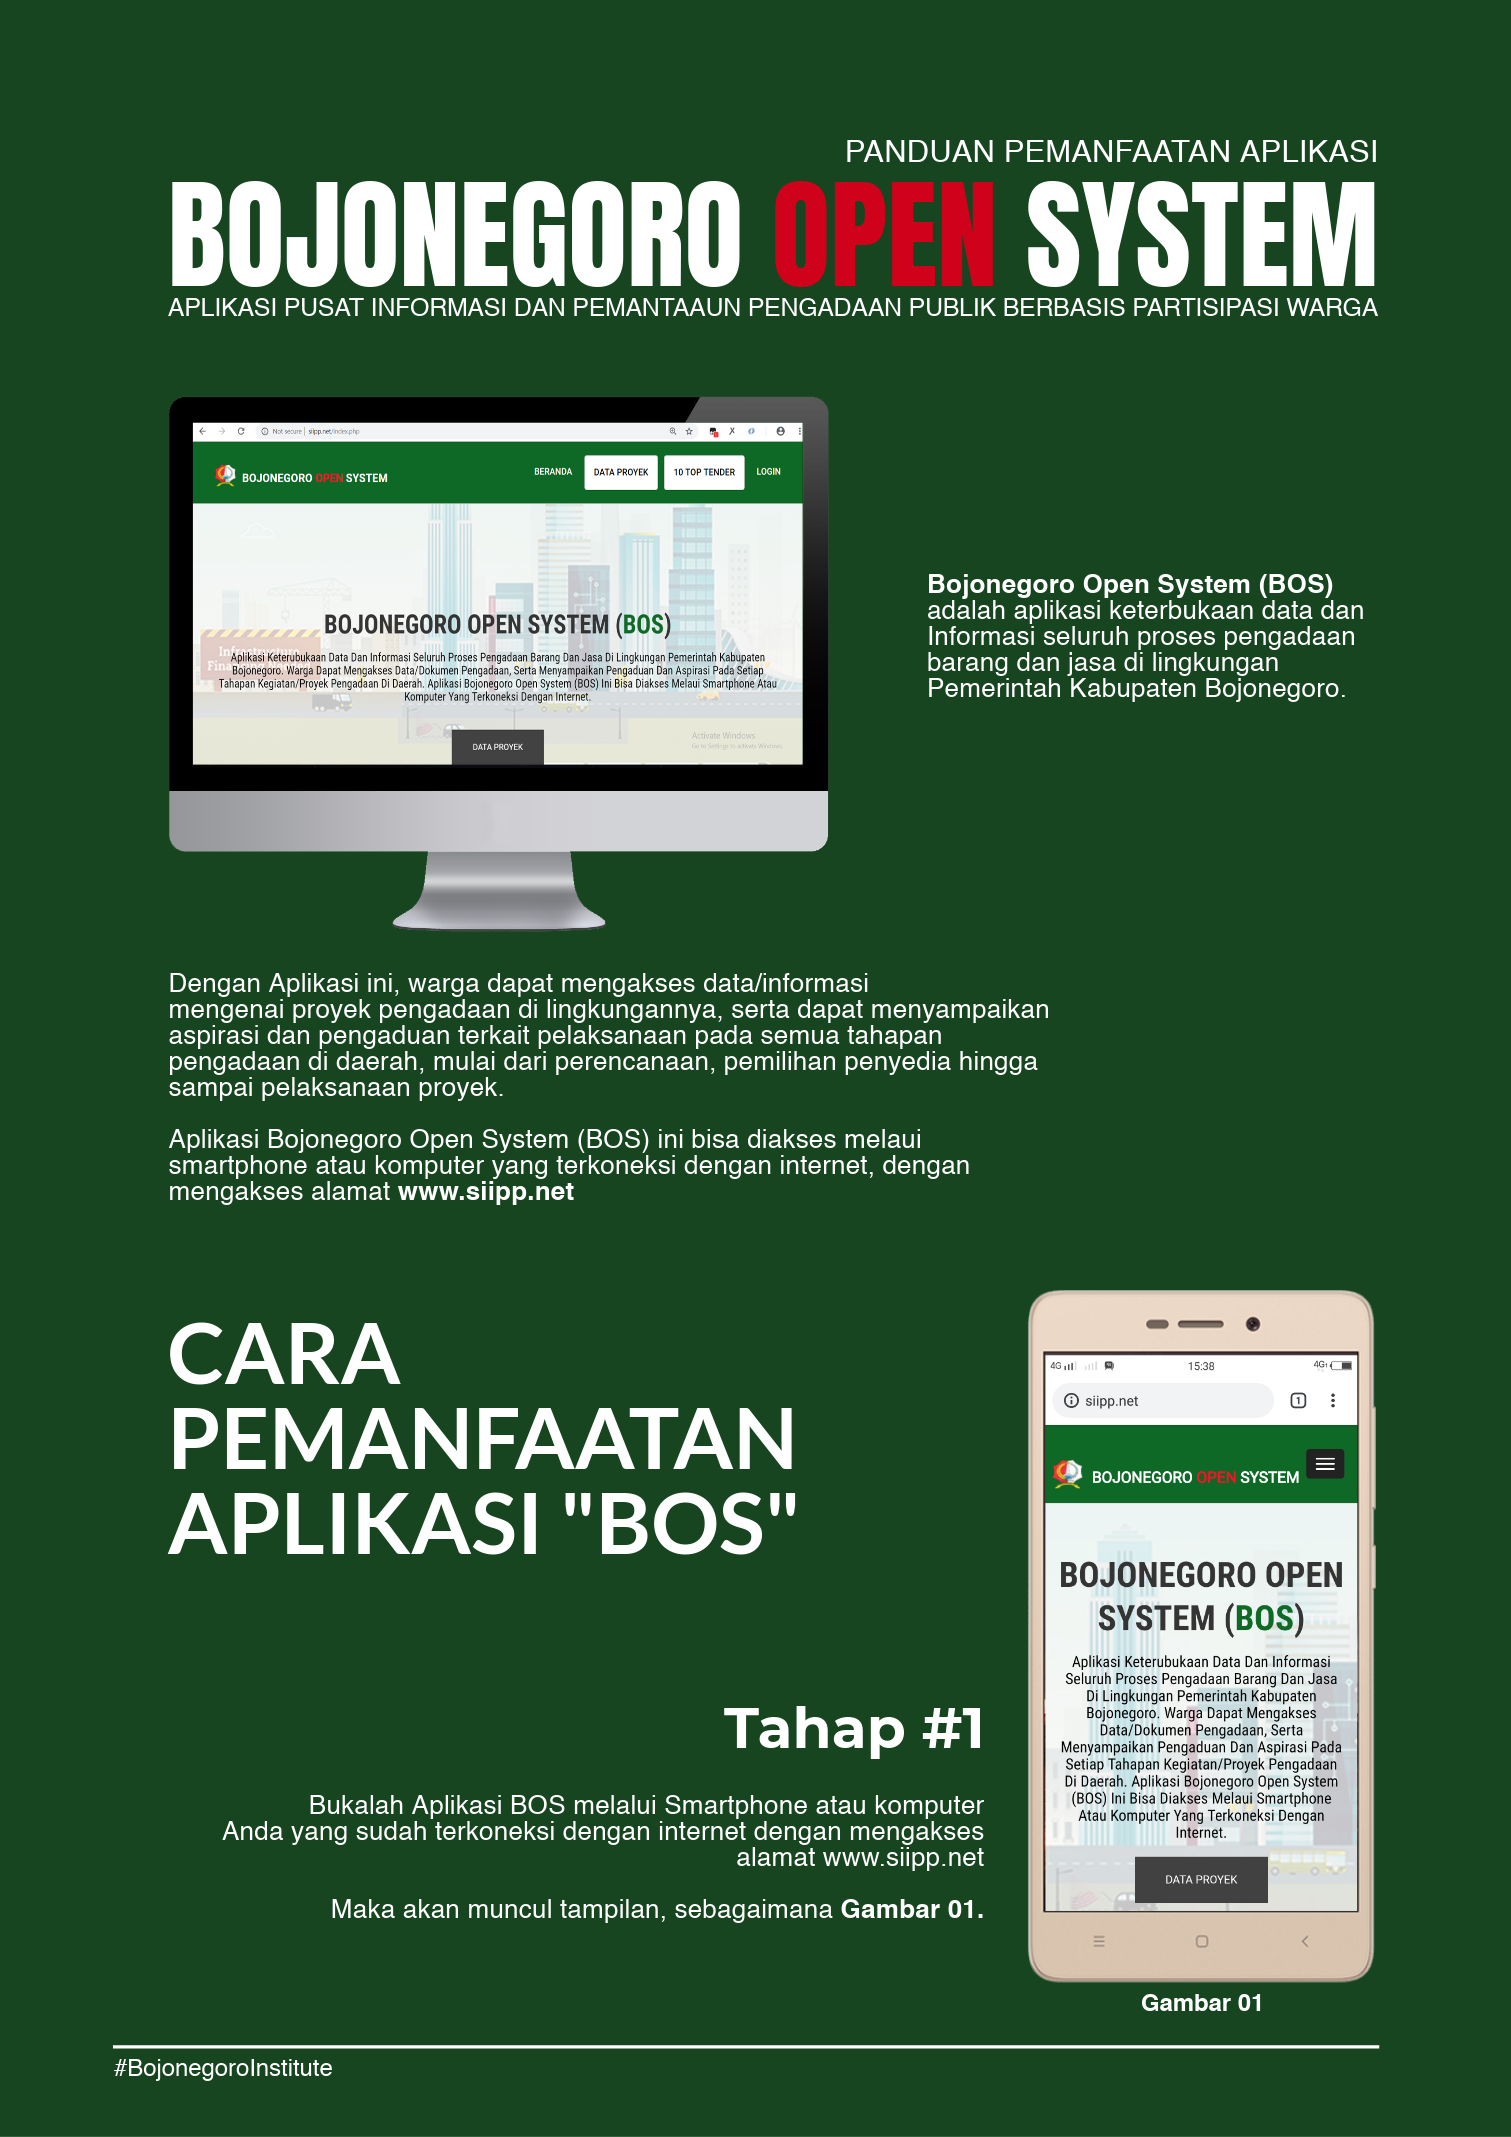 PANDUAN PEMANFAATAN APLIKASI
BOJONEGORO OPEN SYSTEM
APLIKASI PUSAT INFORMASI DAN PEMANTAAUN PENGADAAN PUBLIK BERBASIS PARTISIPASI WARGA
Not secure | siipp.net/index.php
BOJONEGORO OPEN SYSTEM
BERANDA
DATA PROYEK
10 TOP TENDER
LOGIN
Infrastructure
BOJONEGORO OPEN SYSTEM (BOS)
Aplikasi Keterubukaan Data Dan Informasi Seluruh Proses Pengadaan Barang Dan Jasa Di Lingkungan Pemerintah Kabupaten
Bojonegoro. Warga Dapat Mengakses Data/Dokumen Pengadaan, Serta Menyampaikan Pengaduan Dan Aspirasi Pada Setiap
Tahapan Kegiatan/Proyek Pengadaan Di Daerah. Aplikasi Bojonegoro Open System (BOS) Ini Bisa Diakses Melaui Smartphone Atau
Komputer Yang Terkoneksi Dengan Internet.
DATA PROYEK
Activate Windows
Go to Settings to activate Windows.
Bojonegoro Open System (BOS)
adalah aplikasi keterbukaan data dan
Informasi seluruh proses pengadaan
barang dan jasa di lingkungan
Pemerintah Kabupaten Bojonegoro.
Dengan Aplikasi ini, warga dapat mengakses data/informasi
mengenai proyek pengadaan di lingkungannya, serta dapat menyampaikan
aspirasi dan pengaduan terkait pelaksanaan pada semua tahapan
pengadaan di daerah, mulai dari perencanaan, pemilihan penyedia hingga
sampai pelaksanaan proyek.
Aplikasi Bojonegoro Open System (BOS) ini bisa diakses melaui
smartphone atau komputer yang terkoneksi dengan internet, dengan
mengakses alamat www.siipp.net
CARA
PEMANFAATAN
APLIKASI "BOS"
Tahap #1
Bukalah Aplikasi BOS melalui Smartphone atau komputer
Anda yang sudah terkoneksi dengan internet dengan mengakses
alamat www.siipp.net
Maka akan muncul tampilan, sebagaimana Gambar 01.
4G 15:38 4G
siipp.net 1
BOJONEGORO OPEN SYSTEM
BOJONEGORO OPEN
SYSTEM (BOS)
Aplikasi Keterubukaan Data Dan Informasi
Seluruh Proses Pengadaan Barang Dan Jasa
Di Lingkungan Pemerintah Kabupaten
Bojonegoro. Warga Dapat Mengakses
Data/Dokumen Pengadaan, Serta
Menyampaikan Pengaduan Dan Aspirasi Pada
Setiap Tahapan Kegiatan/Proyek Pengadaan
Di Daerah. Aplikasi Bojonegoro Open System
(BOS) Ini Bisa Diakses Melaui Smartphone
Atau Komputer Yang Terkoneksi Dengan
Internet.
DATA PROYEK
Gambar 01
#BojonegoroInstitute